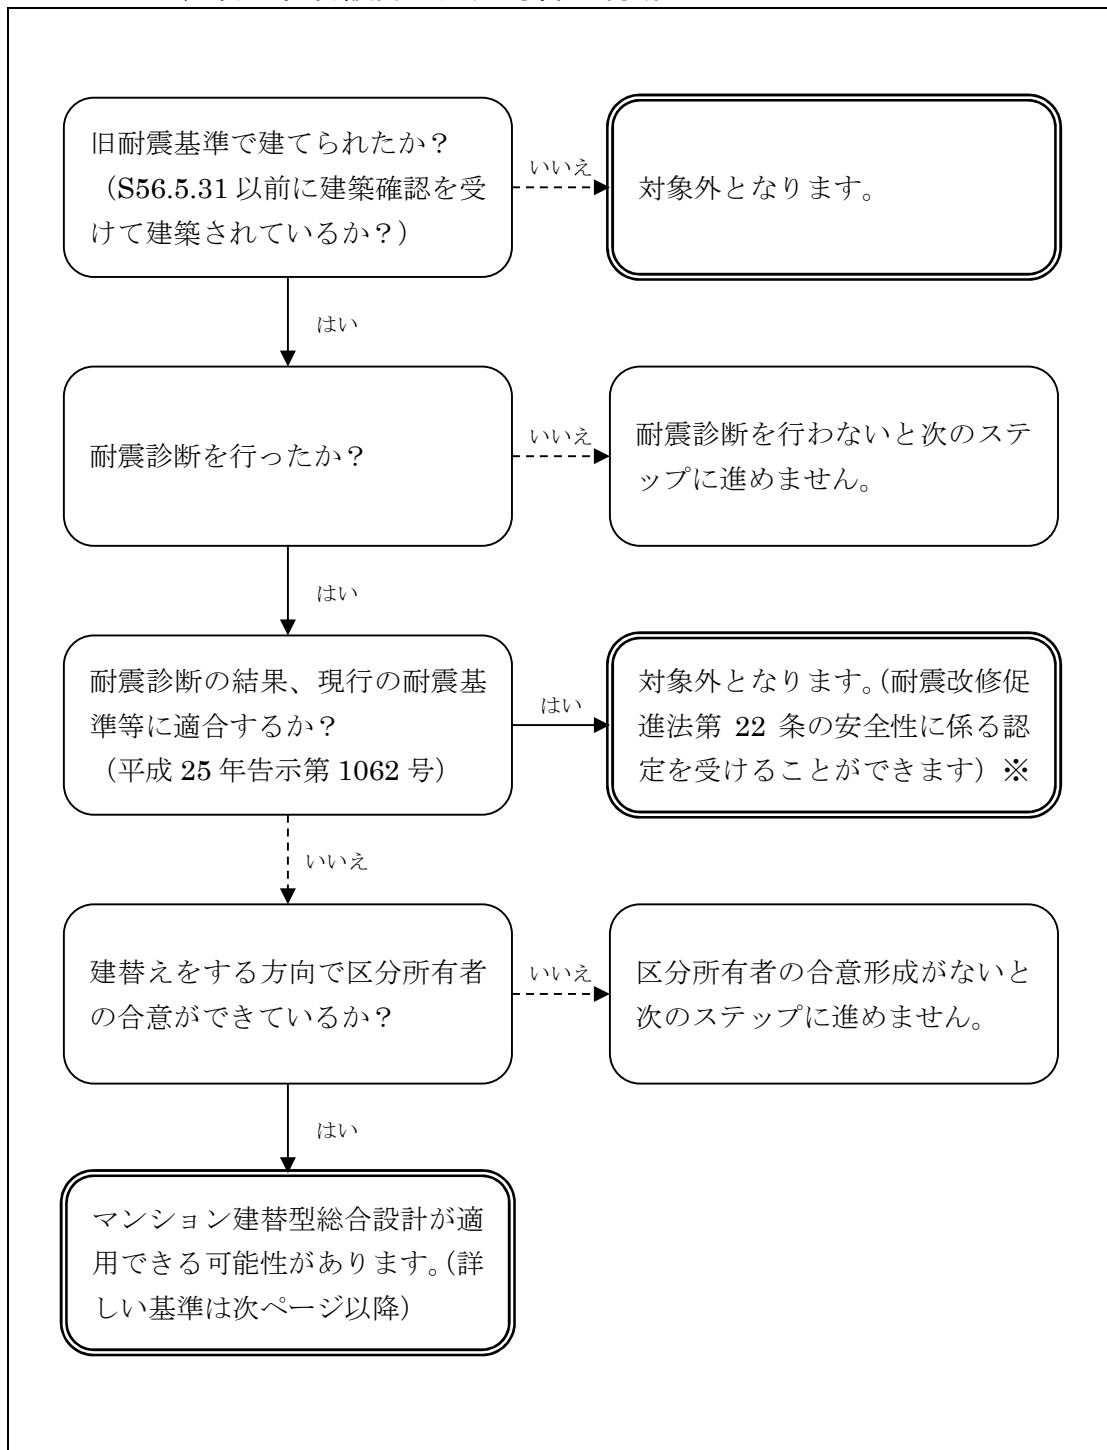 旧耐震基準で建てられたか？
（S56.5.31以前に建築確認を受
けて建築されているか？）
いいえ
対象外となります。
はい
耐震診断を行ったか？
いいえ
耐震診断を行わないと次のステ
ップに進めません。
はい
耐震診断の結果、現行の耐震基
準等に適合するか？
（平成25年告示第1062号）
はい
対象外となります。（耐震改修促
進法第 22 条の安全性に係る認
定を受けることができます）※
いいえ
建替えをする方向で区分所有者
の合意ができているか？
いいえ
区分所有者の合意形成がないと
次のステップに進めません。
はい
マンション建替型総合設計が適
用できる可能性があります。（詳
しい基準は次ページ以降）